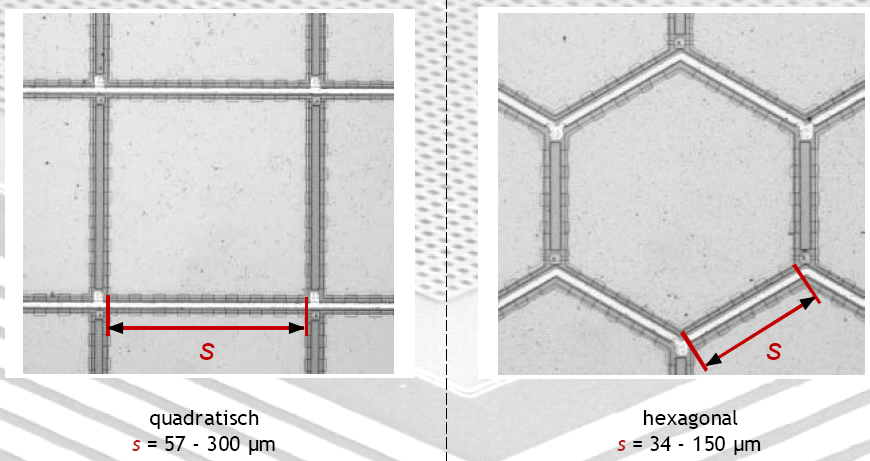 s
s
quadratisch
s = 57 - 300 µm
hexagonal
s = 34 - 150 µm